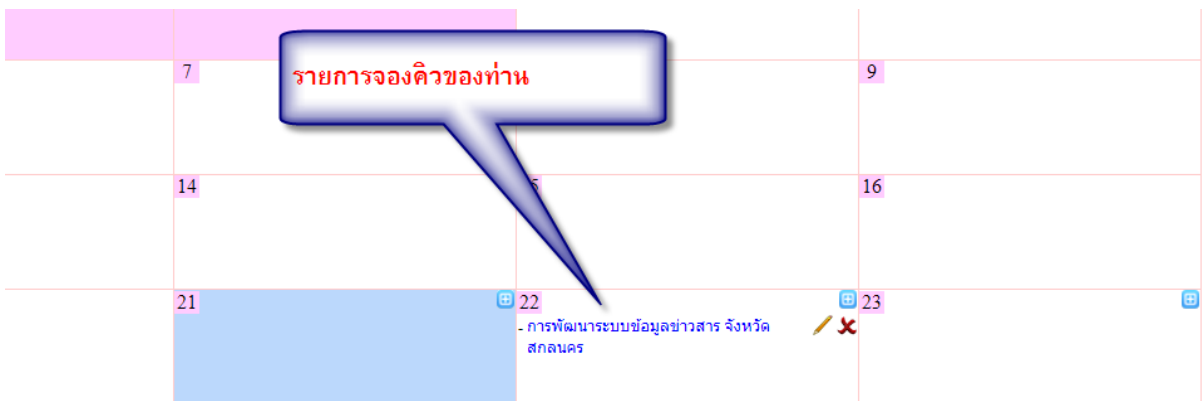 รายการจองคิวของท่าน
7
9
14
16
21
22
23
- การพัฒนาระบบข้อมูลข่าวสาร จังหวัด
สกลนคร